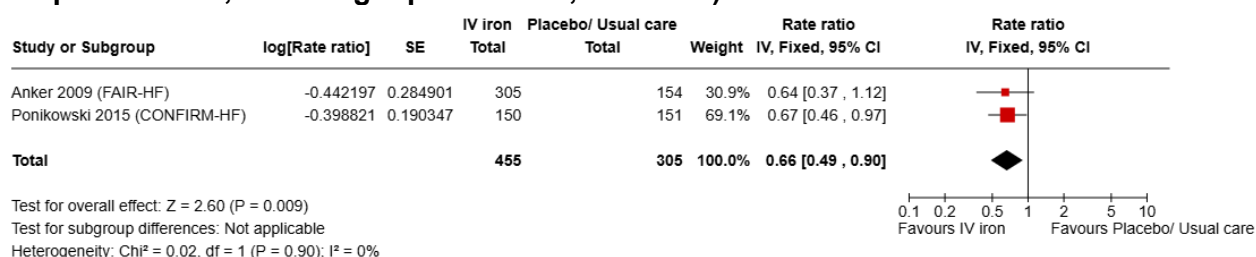 IV iron Placebo/ Usual care Rate ratio Rate ratio
Study or Subgroup log[Rate ratio] SE Total Total Weight IV, Fixed, 95% CI IV, Fixed, 95% CI
Anker 2009 (FAIR-HF) -0.442197 0.284901 305 154 30.9% 0.64 [0.37 , 1.12]
Ponikowski 2015 (CONFIRM-HF) -0.398821 0.190347 150 151 69.1% 0.67 [0.46 , 0.97]
Total 455 305 100.0% 0.66 [0.49 , 0.90]
Test for overall effect: Z = 2.60 (P = 0.009)
0.1 0.2 0.5 1 2 5 10
Test for subgroup differences: Not applicable
Favours IV iron Favours Placebo/ Usual care
Heterogeneity: Chi² = 0.02, df = 1 (P = 0.90); I² = 0%